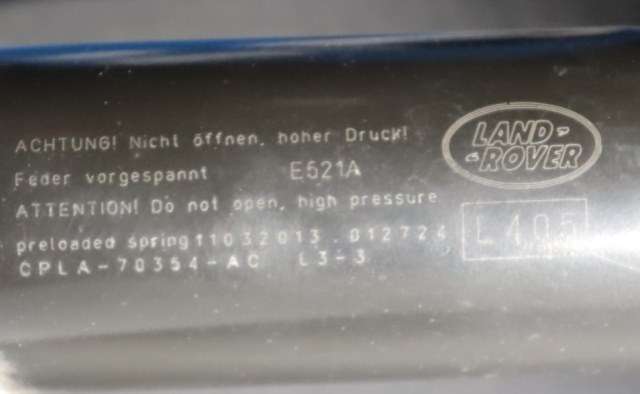 ACHTUNG! Nicht öffnen, hoher Druck!
Feder vorgespannt E521A
ATTENTION! Do not open, high pressure
preloaded spring 11032013.012724
CPLA-70354-AC L3-3
LAND
ROVER
L405